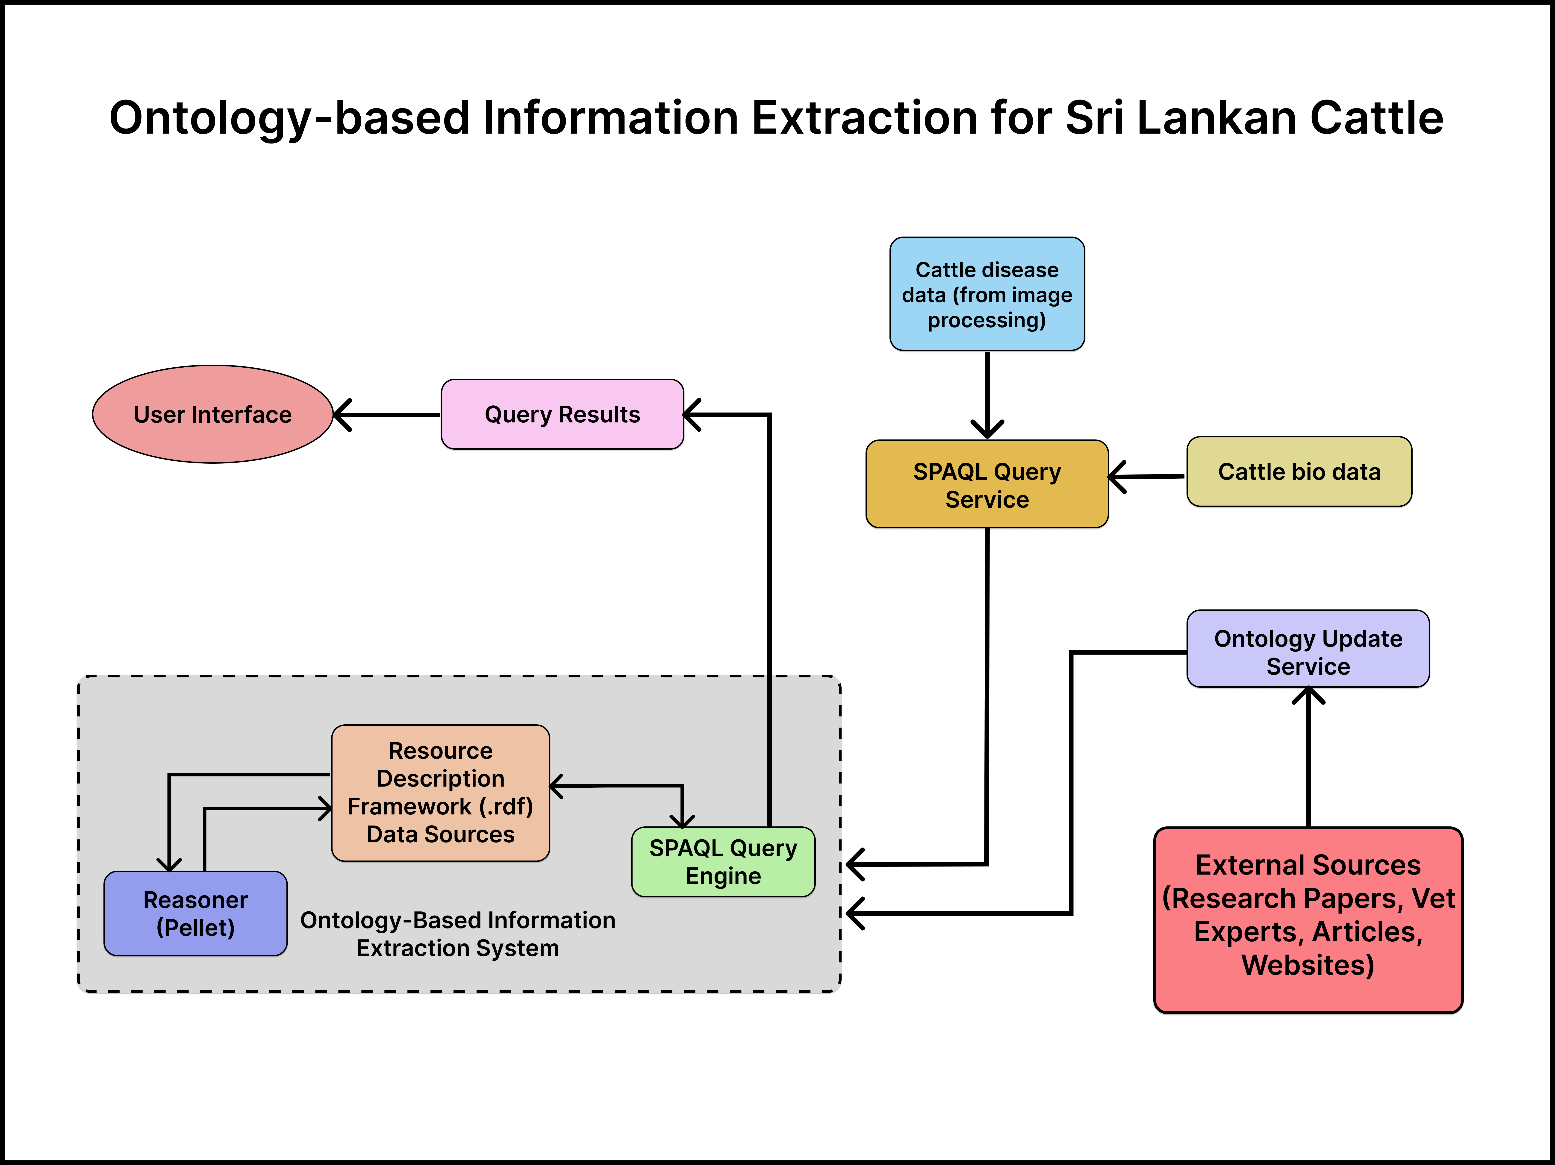 Ontology-based Information Extraction for Sri Lankan Cattle
Cattle disease
data (from image
processing)
User Interface
Query Results
SPAQL Query
Service
Cattle bio data
Ontology Update
Service
Resource
Description
Framework (.rdf)
Data Sources
SPAQL Query
Engine
Reasoner
(Pellet)
Ontology-Based Information
Extraction System
External Sources
(Research Papers, Vet
Experts, Articles,
Websites)